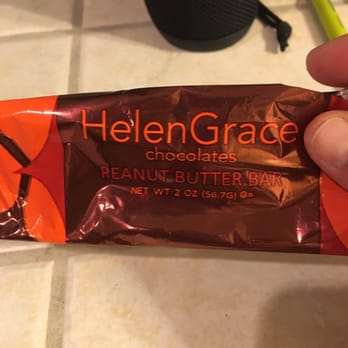 HelenGrace
chocolates
PEANUT BUTTER BAR
NET WT 2 OZ (56.7G)